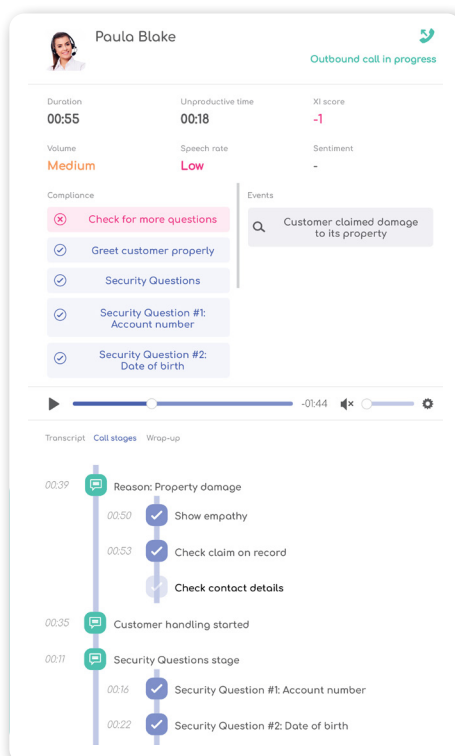 Paula Blake
Outbound call in progress
Duration
Unproductive time
XI score
00:55
00:18
-1
Volume
Speech rate
Sentiment
Medium
Low
-
Compliance
Events
Check for more questions
Customer claimed damage
to its property
Greet customer properly
Security Questions
Security Question #1:
Account number
Security Question #2:
Date of birth
-01:44
Transcript Call stages Wrap-up
00:39 Reason: Property damage
00:50 Show empathy
00:53 Check claim on record
Check contact details
00:35 Customer handling started
00:11 Security Questions stage
00:16 Security Question #1: Account number
00:22 Security Question #2: Date of birth